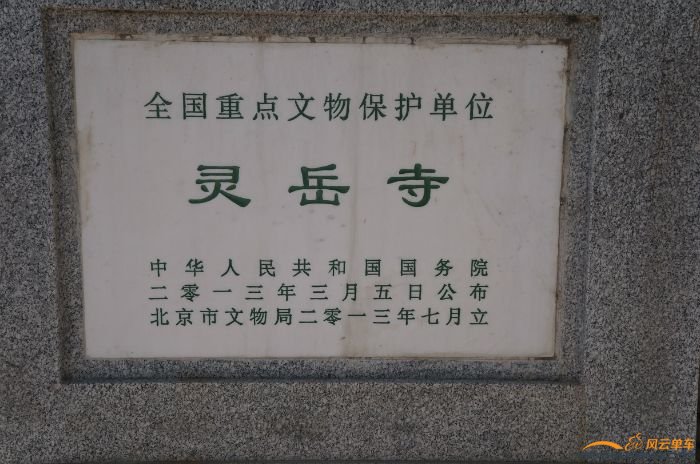 全国重点文物保护单位
灵岳寺
中华人民共和国国务院
二零一三年三月五日公布
北京市文物局二零一三年七月立
风云单车